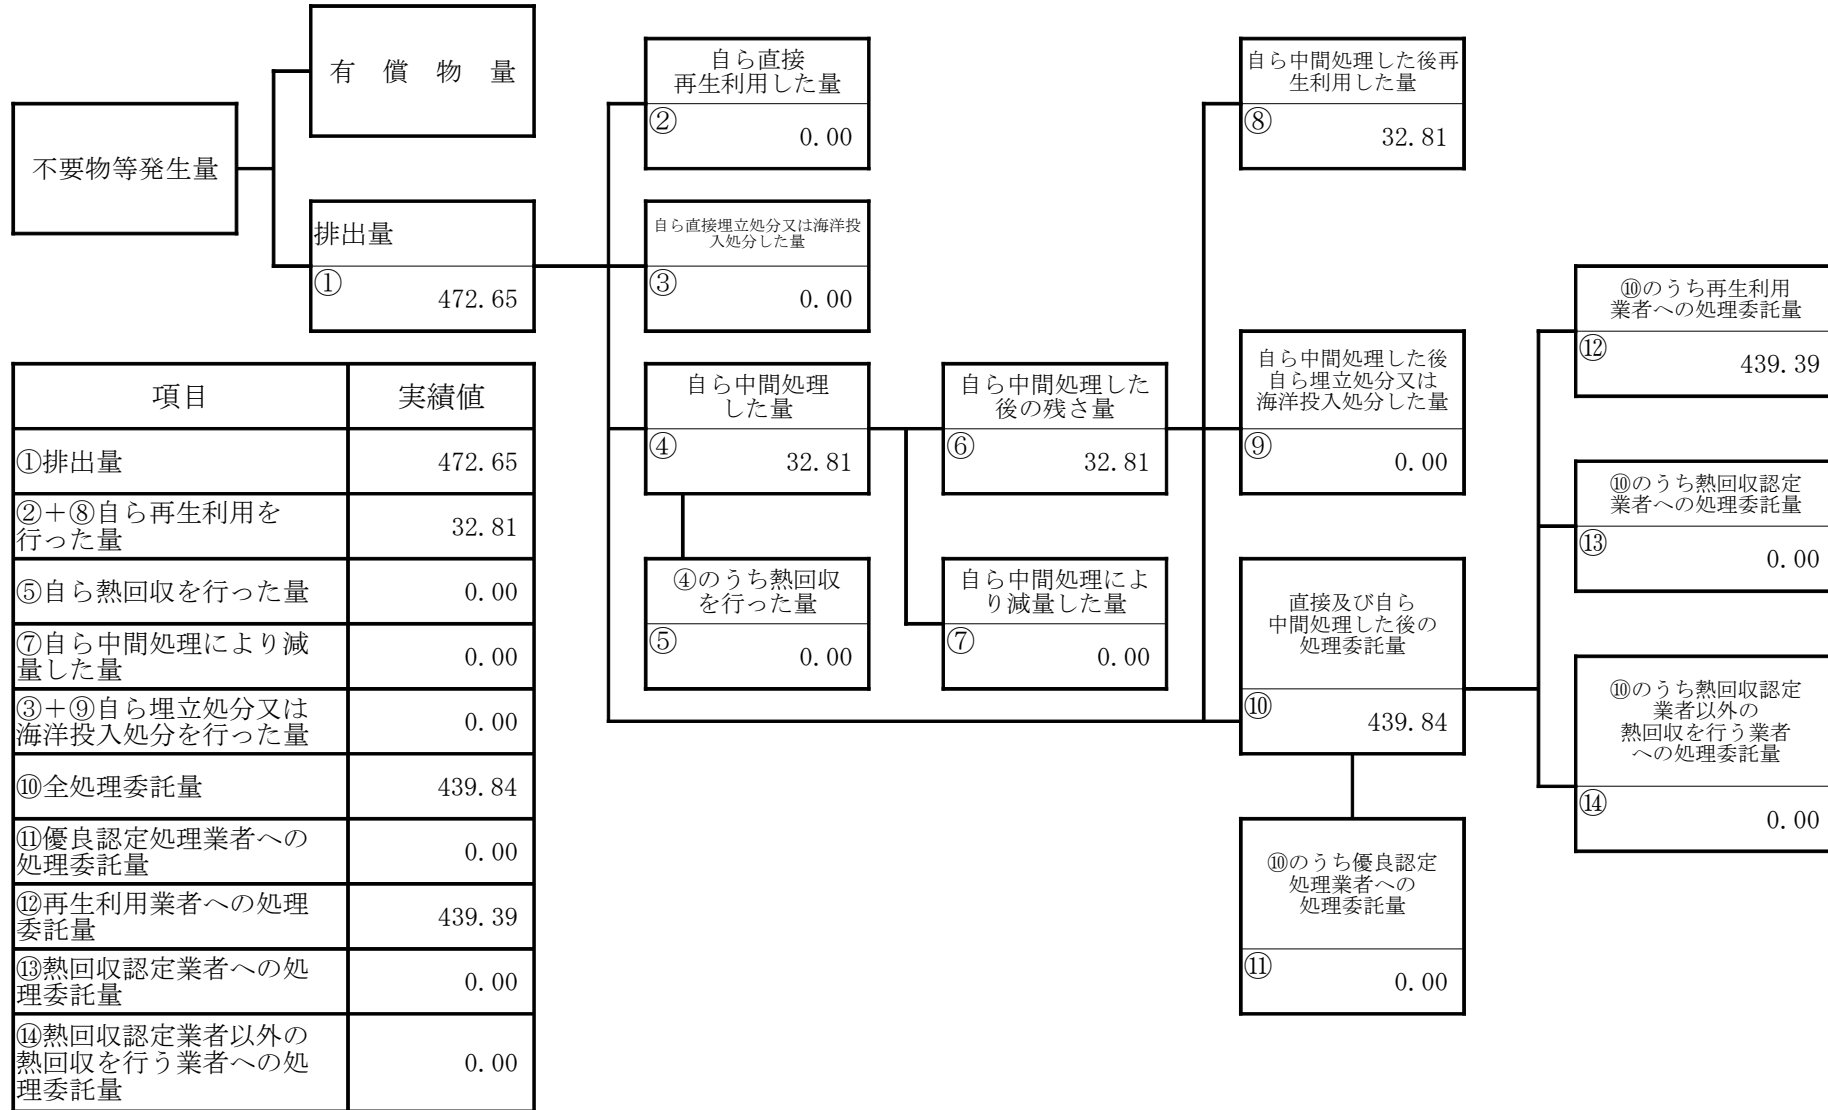 有 償 物 量
不要物等発生量
排出量
①
472.65
自ら直接
再生利用した量
②
0.00
自ら直接埋立処分又は海洋投
入処分した量
③
0.00
自ら中間処理
した量
④
32.81
④のうち熱回収
を行った量
⑤
0.00
自ら中間処理した
後の残さ量
⑥
32.81
自ら中間処理によ
り減量した量
⑦
0.00
自ら中間処理した後再
生利用した量
⑧
32.81
自ら中間処理した後
自ら埋立処分又は
海洋投入処分した量
⑨
0.00
直接及び自ら
中間処理した後の
処理委託量
⑩
439.84
⑩のうち優良認定
処理業者への
処理委託量
⑪
0.00
⑩のうち再生利用
業者への処理委託量
⑫
439.39
⑩のうち熱回収認定
業者への処理委託量
⑬
0.00
⑩のうち熱回収認定
業者以外の
熱回収を行う業者
への処理委託量
⑭
0.00
項目 実績値
①排出量 472.65
②＋⑧自ら再生利用を
行った量 32.81
⑤自ら熱回収を行った量 0.00
⑦自ら中間処理により減
量した量 0.00
③＋⑨自ら埋立処分又は
海洋投入処分を行った量 0.00
⑩全処理委託量 439.84
⑪優良認定処理業者への
処理委託量 0.00
⑫再生利用業者への処理
委託量 439.39
⑬熱回収認定業者への処
理委託量 0.00
⑭熱回収認定業者以外の
熱回収を行う業者への処
理委託量 0.00